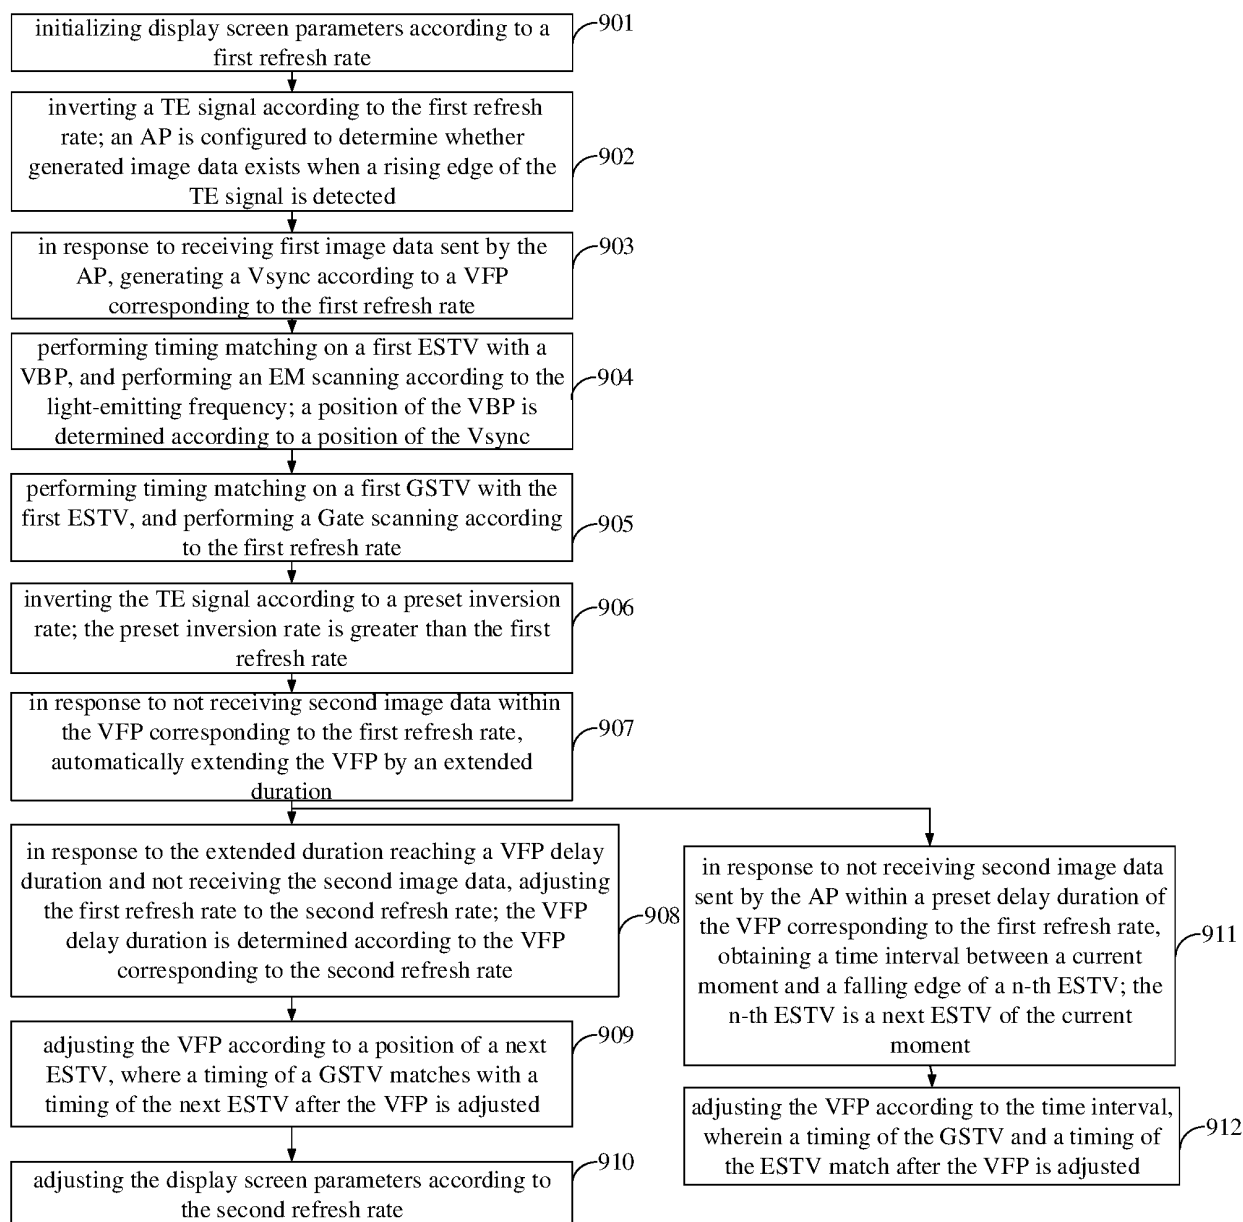 initializing display screen parameters according to a
first refresh rate
901
inverting a TE signal according to the first refresh
rate; an AP is configured to determine whether
generated image data exists when a rising edge of the
TE signal is detected
902
in response to receiving first image data sent by the
AP, generating a Vsync according to a VFP
corresponding to the first refresh rate
903
performing timing matching on a first ESTV with a
VBP, and performing an EM scanning according to the
light-emitting frequency; a position of the VBP is
determined according to a position of the Vsync
904
performing timing matching on a first GSTV with the
first ESTV, and performing a Gate scanning according
to the first refresh rate
905
inverting the TE signal according to a preset inversion
rate; the preset inversion rate is greater than the first
refresh rate
906
in response to not receiving second image data within
the VFP corresponding to the first refresh rate,
automatically extending the VFP by an extended
duration
907
in response to the extended duration reaching a VFP delay
duration and not receiving the second image data, adjusting
the first refresh rate to the second refresh rate; the VFP
delay duration is determined according to the VFP
corresponding to the second refresh rate
908
adjusting the VFP according to a position of a next
ESTV, where a timing of a GSTV matches with a
timing of the next ESTV after the VFP is adjusted
909
adjusting the display screen parameters according to
the second refresh rate
910
in response to not receiving second image data
sent by the AP within a preset delay duration of
the VFP corresponding to the first refresh rate,
obtaining a time interval between a current
moment and a falling edge of a n-th ESTV; the
n-th ESTV is a next ESTV of the current
moment
911
adjusting the VFP according to the time interval,
wherein a timing of the GSTV and a timing of
the ESTV match after the VFP is adjusted
912